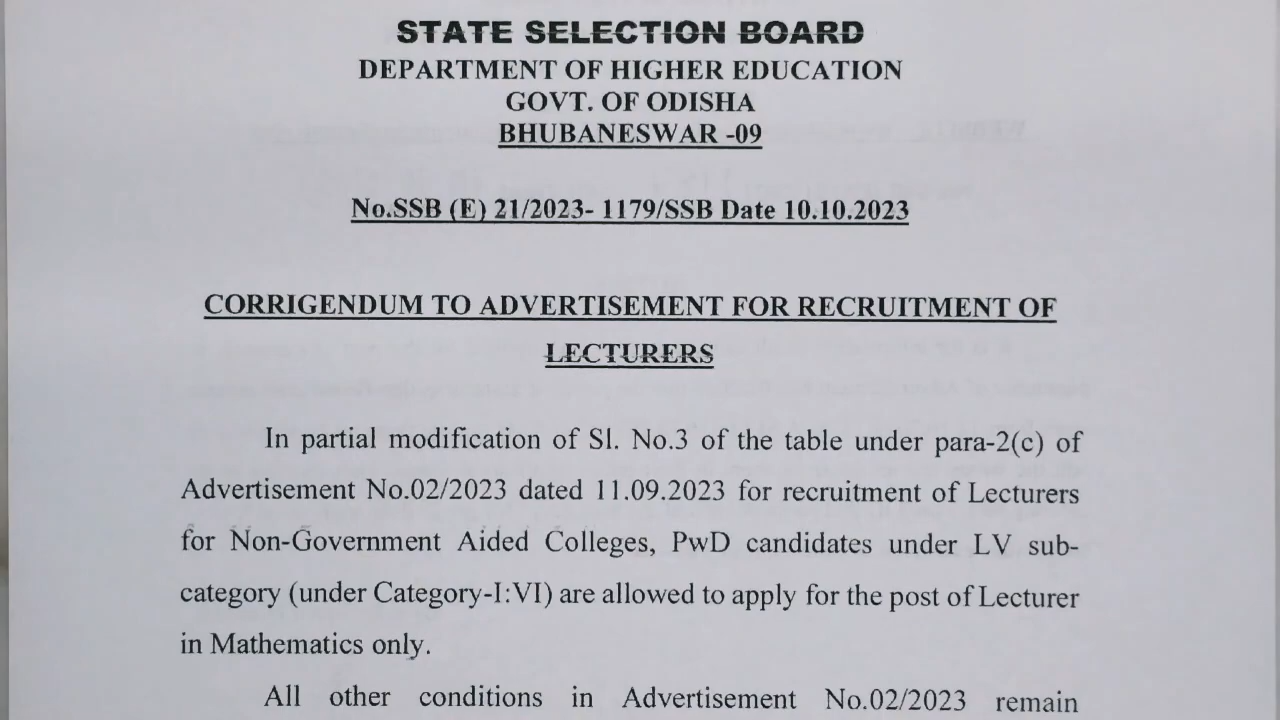 STATE SELECTION BOARD
DEPARTMENT OF HIGHER EDUCATION
GOVT. OF ODISHA
BHUBANESWAR -09
No.SSB (E) 21/2023- 1179/SSB Date 10.10.2023
CORRIGENDUM TO ADVERTISEMENT FOR RECRUITMENT OF
LECTURERS
In partial modification of Sl. No.3 of the table under para-2(c) of
Advertisement No.02/2023 dated 11.09.2023 for recruitment of Lecturers
for Non-Government Aided Colleges, PwD candidates under LV sub-
category (under Category-I:VI) are allowed to apply for the post of Lecturer
in Mathematics only.
All other conditions in Advertisement No.02/2023 remain